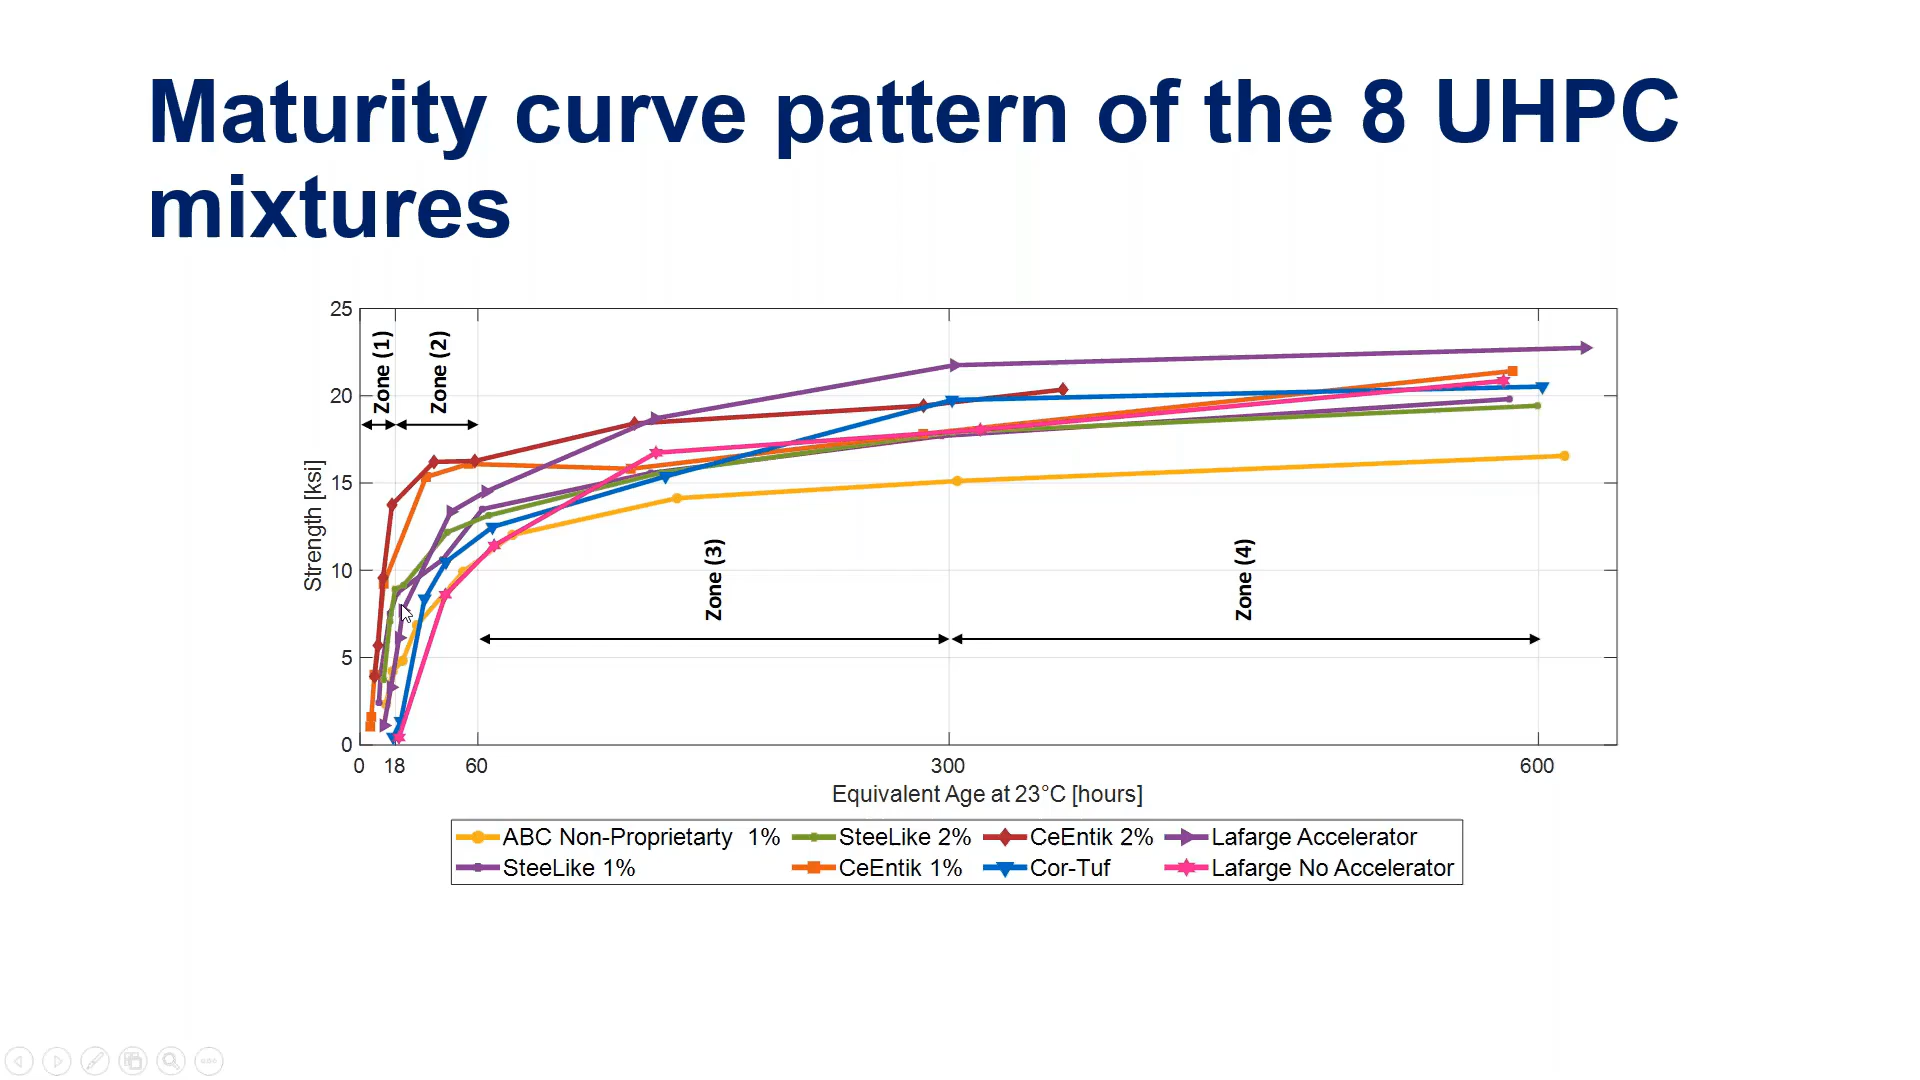 Maturity curve pattern of the 8 UHPC
mixtures
25
20
15
10
5
0
Strength [ksi]
Zone (1)
Zone (2)
Zone (3)
Zone (4)
0 18 60 300 600
Equivalent Age at 23°C [hours]
ABC Non-Proprietarty 1% SteeLike 2% CeEntik 2% Lafarge Accelerator
SteeLike 1% CeEntik 1% Cor-Tuf Lafarge No Accelerator